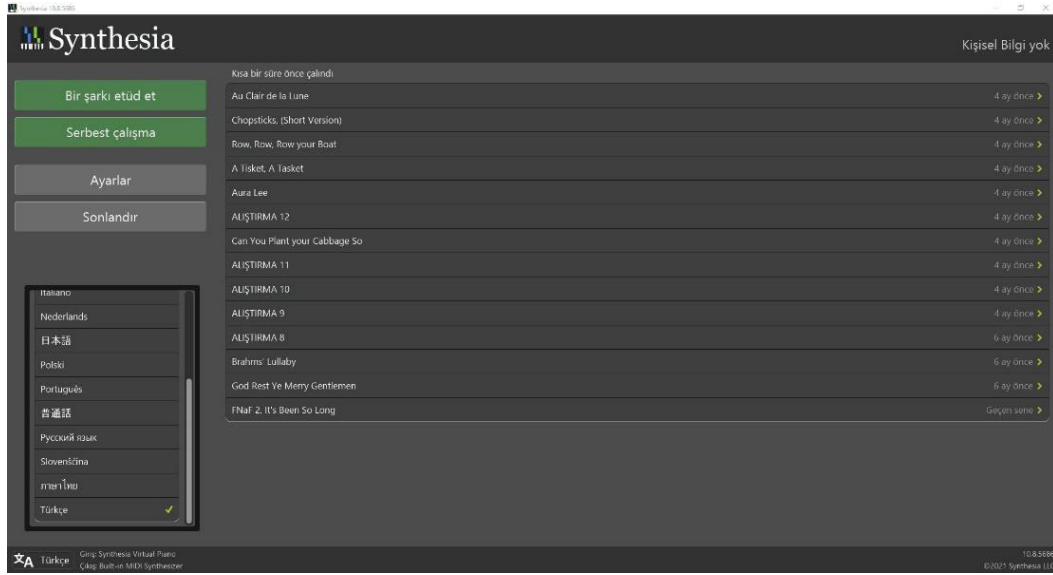 Synthesia 10.8.5686
Synthesia
Kişisel Bilgi yok
Bir şarkı etüd et
Serbest çalışma
Ayarlar
Sonlandır
Kısa bir süre önce çalındı
Au Clair de la Lune 4 ay önce
Chopsticks, (Short Version) 4 ay önce
Row, Row, Row your Boat 4 ay önce
A Tisket, A Tasket 4 ay önce
Aura Lee 4 ay önce
ALIŞTIRMA 12 4 ay önce
Can You Plant your Cabbage So 4 ay önce
ALIŞTIRMA 11 4 ay önce
ALIŞTIRMA 10 4 ay önce
ALIŞTIRMA 9 4 ay önce
ALIŞTIRMA 8 6 ay önce
Brahms' Lullaby 6 ay önce
God Rest Ye Merry Gentlemen 6 ay önce
FNaF 2, It's Been So Long Geçen sene
Italiano
Nederlands
日本語
Polski
Português
普通話
Русский язык
Slovenščina
ภาษาไทย
Türkçe
Türkçe
Giriş: Synthesia Virtual Piano
Çıkış: Built-in MIDI Synthesizer
10.8.5686
©2021 Synthesia LLC